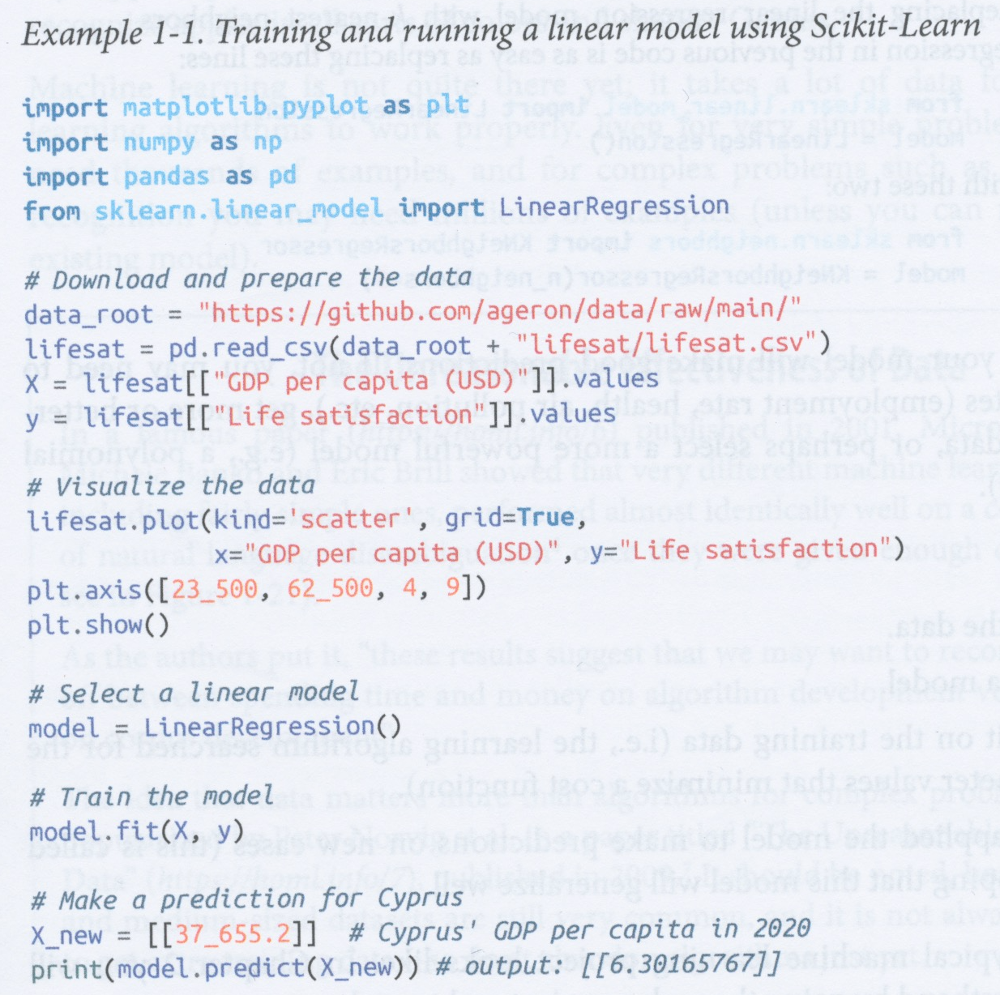 Example 1-1. Training and running a linear model using Scikit-Learn
import matplotlib.pyplot as plt
import numpy as np
import pandas as pd
from sklearn.linear_model import LinearRegression
# Download and prepare the data
data_root = "https://github.com/ageron/data/raw/main/"
lifesat = pd.read_csv(data_root + "lifesat/lifesat.csv")
X = lifesat[["GDP per capita (USD)"]].values
y = lifesat[["Life satisfaction"]].values
# Visualize the data
lifesat.plot(kind='scatter', grid=True,
             x="GDP per capita (USD)", y="Life satisfaction")
plt.axis([23_500, 62_500, 4, 9])
plt.show()
# Select a linear model
model = LinearRegression()
# Train the model
model.fit(X, y)
# Make a prediction for Cyprus
X_new = [[37_655.2]]  # Cyprus' GDP per capita in 2020
print(model.predict(X_new)) # output: [[6.30165767]]